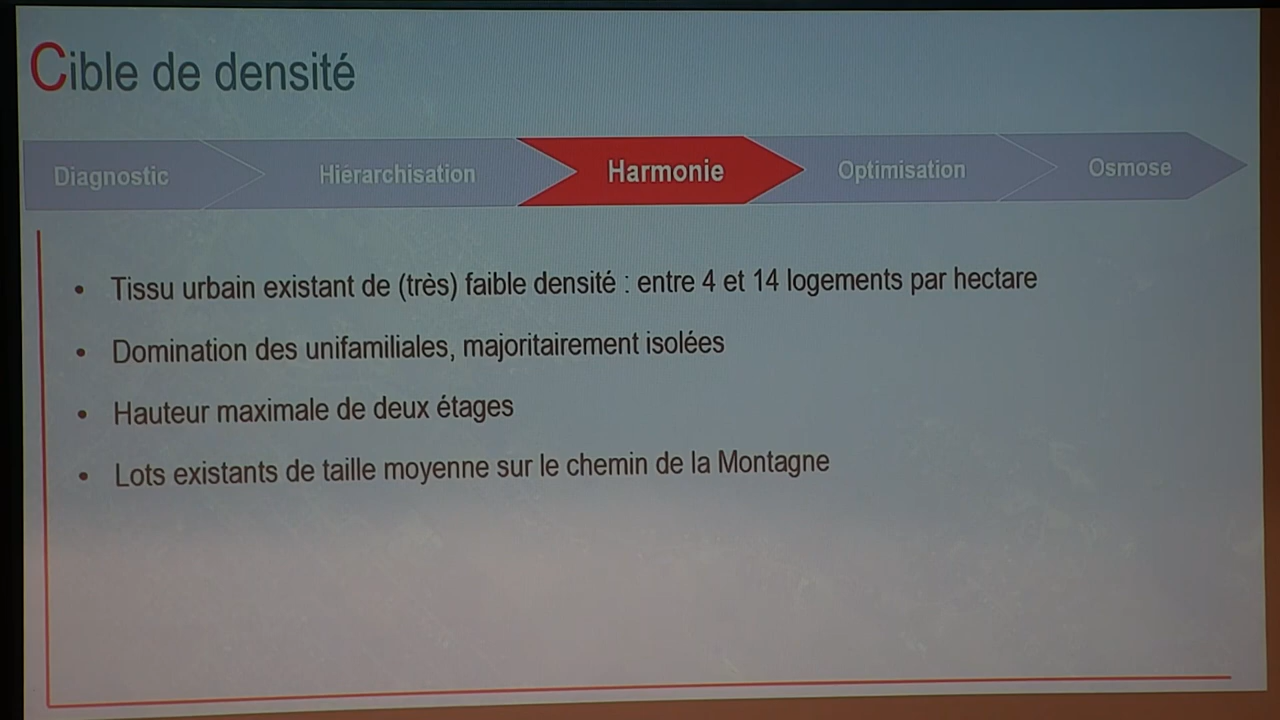 Cible de densité
Diagnostic
Hiérarchisation
Harmonie
Optimisation
Osmose
• Tissu urbain existant de (très) faible densité : entre 4 et 14 logements par hectare
• Domination des unifamiliales, majoritairement isolées
• Hauteur maximale de deux étages
• Lots existants de taille moyenne sur le chemin de la Montagne